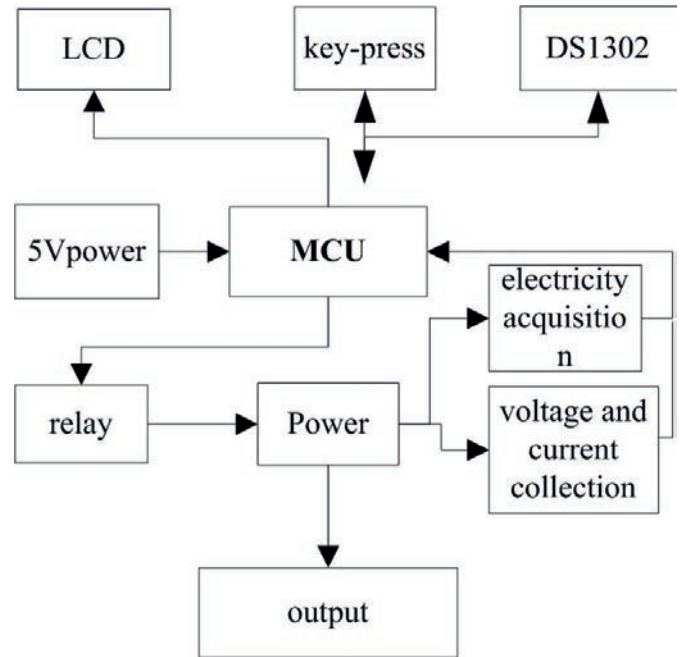 LCD
key-press
DS1302
5Vpower
MCU
electricity
acquisitio
n
relay
Power
voltage and
current
collection
output